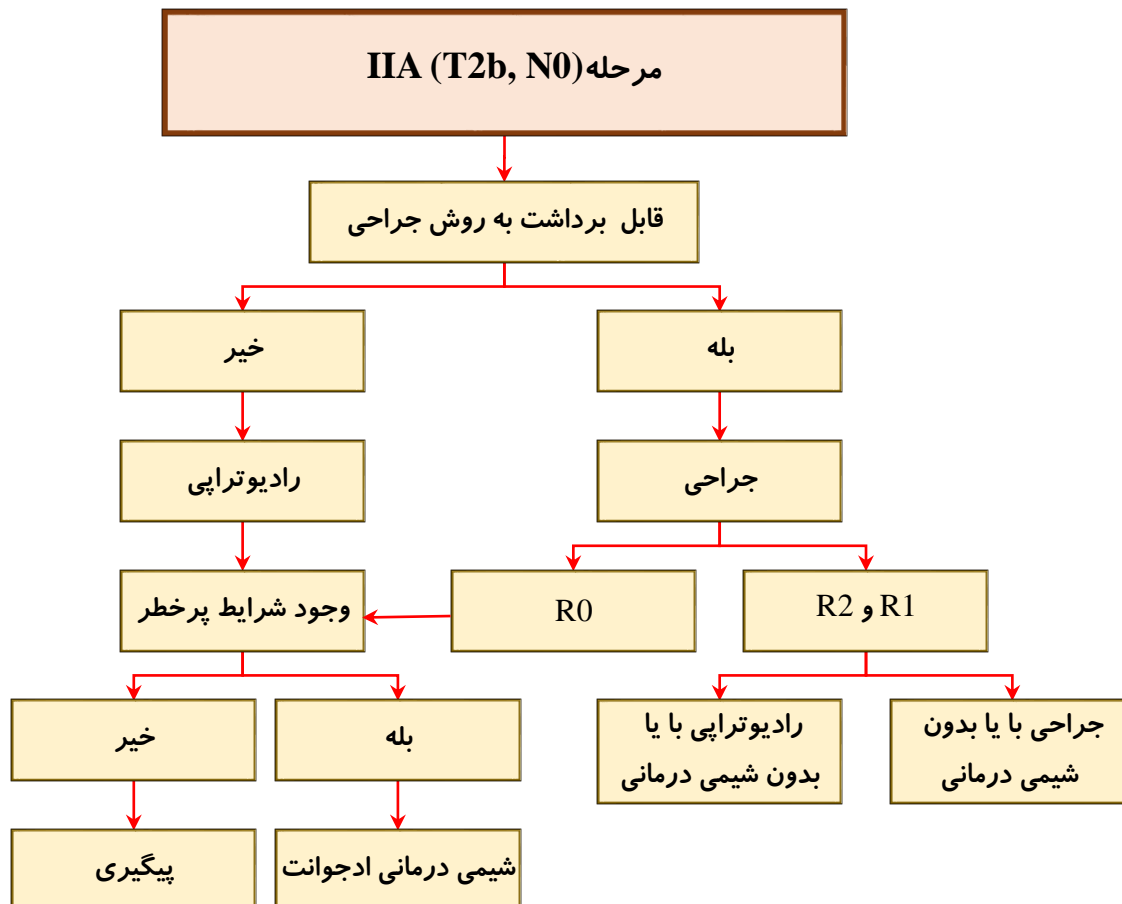 مرحله IIA (T2b, N0)
قابل برداشت به روش جراحی
بله
خیر
جراحی
رادیوتراپی
R1 و R2
R0
وجود شرایط پرخطر
جراحی با یا بدون
شیمی درمانی
رادیوتراپی با یا
بدون شیمی درمانی
بله
خیر
شیمی درمانی ادجوانت
پیگیری